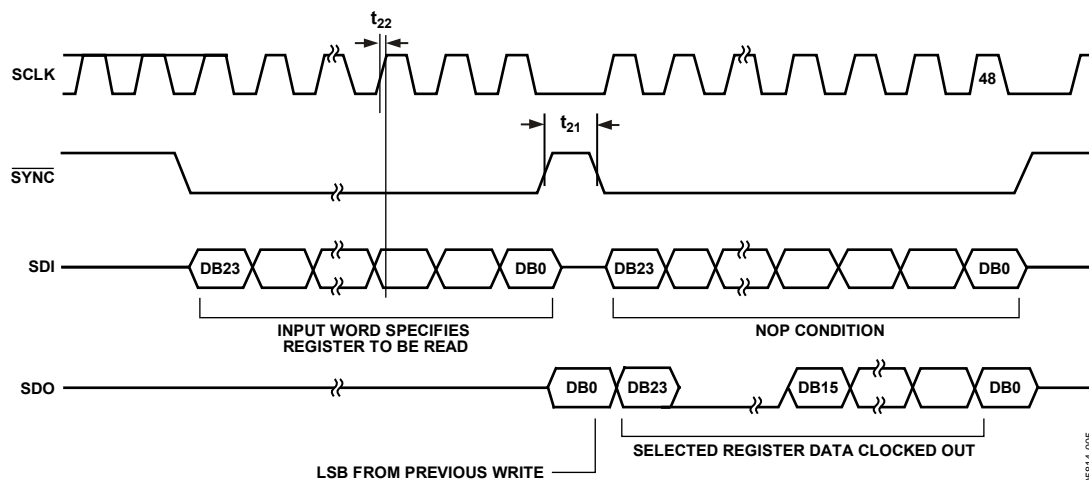 t22
SCLK
48
t21
SYNC
SDI
DB23
DB0
DB23
DB0
INPUT WORD SPECIFIES
REGISTER TO BE READ
NOP CONDITION
SDO
DB0
DB23
DB15
DB0
SELECTED REGISTER DATA CLOCKED OUT
LSB FROM PREVIOUS WRITE